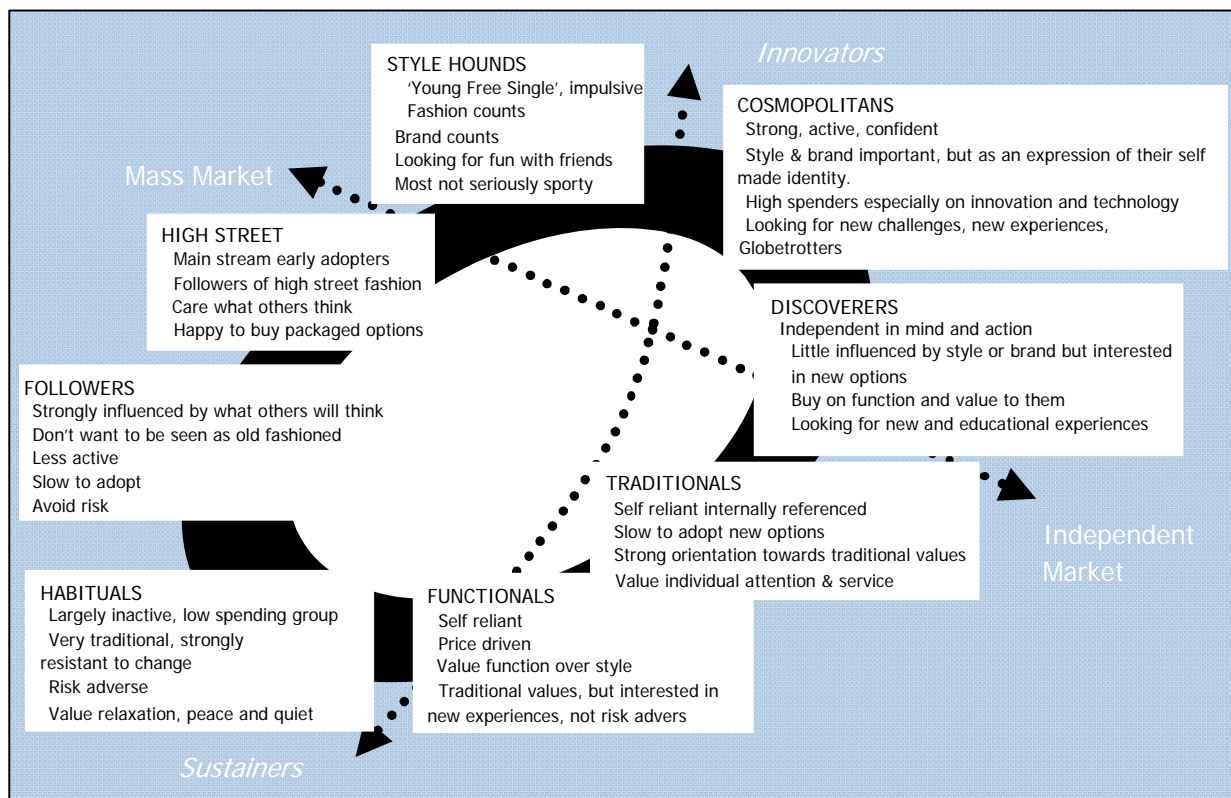 Innovators
STYLE HOUNDS
'Young Free Single', impulsive
Fashion counts
Brand counts
Looking for fun with friends
Most not seriously sporty
COSMOPOLITANS
Strong, active, confident
Style & brand important, but as an expression of their self
made identity.
High spenders especially on innovation and technology
Looking for new challenges, new experiences,
Globetrotters
Mass Market
HIGH STREET
Main stream early adopters
Followers of high street fashion
Care what others think
Happy to buy packaged options
DISCOVERERS
Independent in mind and action
Little influenced by style or brand but interested
in new options
Buy on function and value to them
Looking for new and educational experiences
FOLLOWERS
Strongly influenced by what others will think
Don't want to be seen as old fashioned
Less active
Slow to adopt
Avoid risk
TRADITIONALS
Self reliant internally referenced
Slow to adopt new options
Strong orientation towards traditional values
Value individual attention & service
Independent
Market
HABITUALS
Largely inactive, low spending group
Very traditional, strongly
resistant to change
Risk adverse
Value relaxation, peace and quiet
FUNCTIONALS
Self reliant
Price driven
Value function over style
Traditional values, but interested in
new experiences, not risk advers
Sustainers